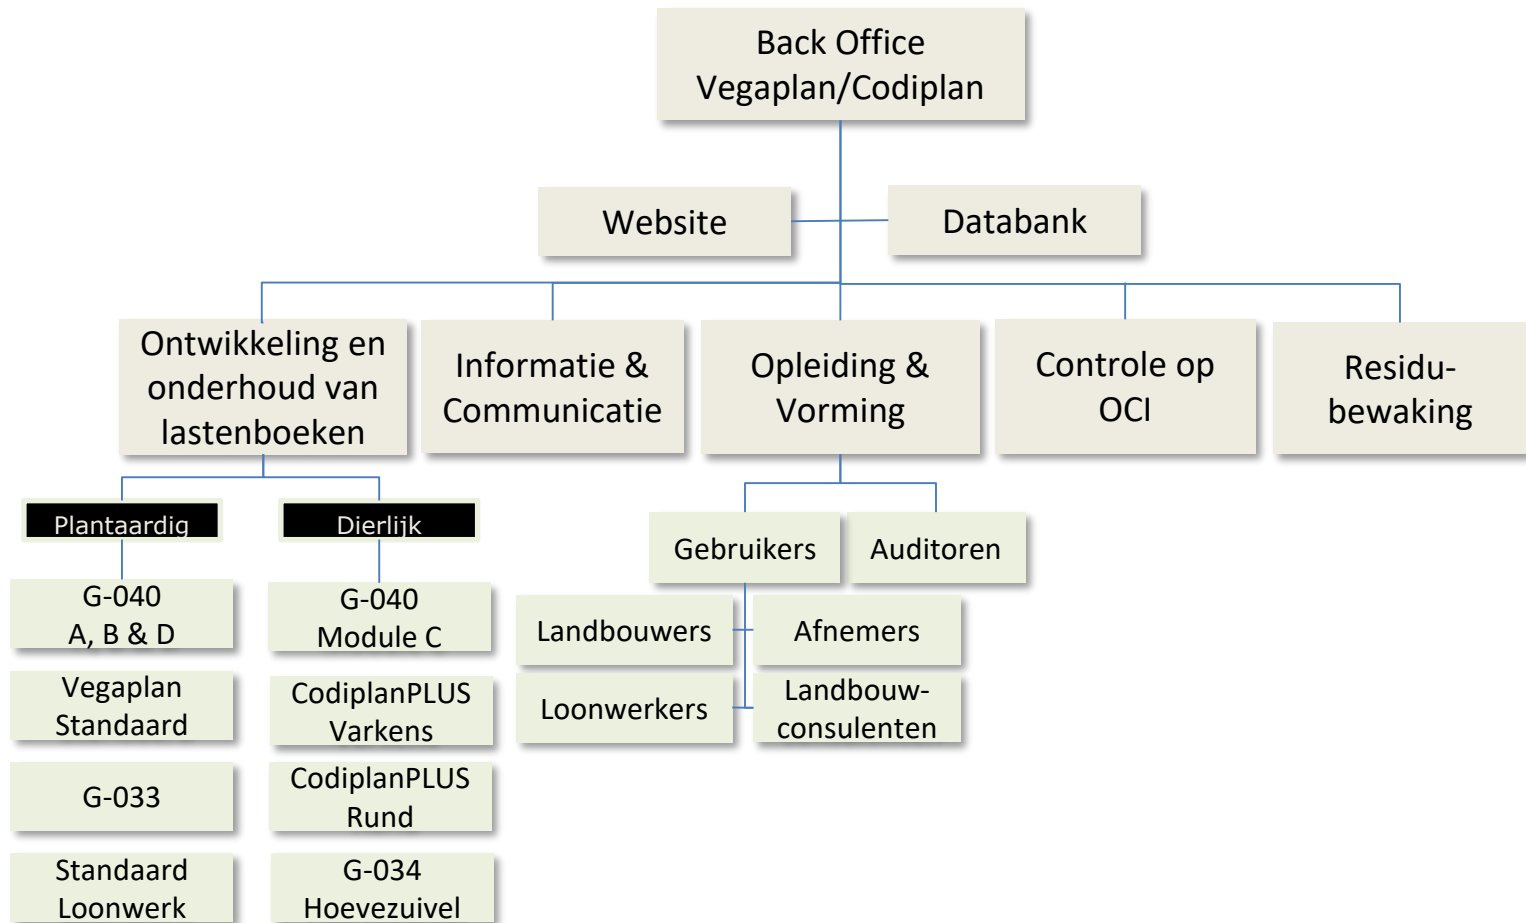 Back Office
Vegaplan/Codiplan
Website
Databank
Ontwikkeling en
onderhoud van
lastenboeken
Informatie &
Communicatie
Opleiding &
Vorming
Controle op
OCI
Residu-
bewaking
Plantaardig
Dierlijk
Gebruikers
Auditoren
G-040
A, B & D
G-040
Module C
Landbouwers
Afnemers
Vegaplan
Standaard
CodiplanPLUS
Varkens
Loonwerkers
Landbouw-
consulenten
G-033
CodiplanPLUS
Rund
Standaard
Loonwerk
G-034
Hoevezuivel